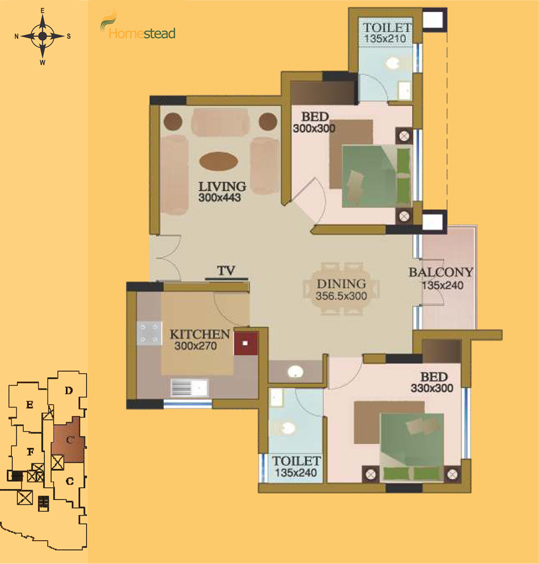 E
N
S
W
Homestead
TOILET
135x210
BED
300x300
LIVING
300x443
TV
DINING
356.5x300
BALCONY
135x240
KITCHEN
300x270
BED
330x300
TOILET
135x240
D
E
C
F
G